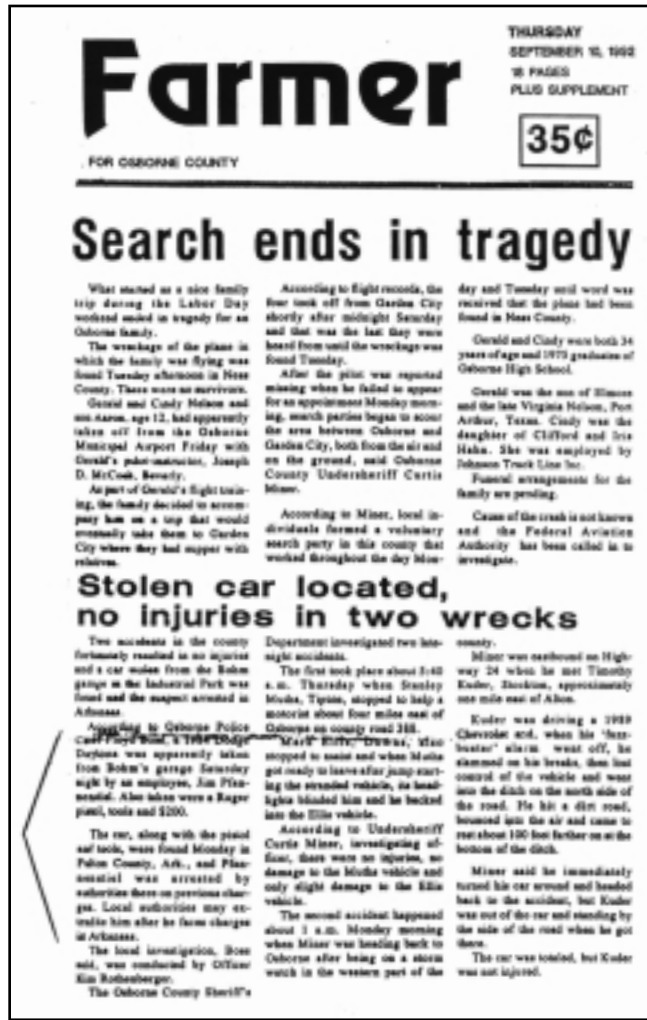 THURSDAY
SEPTEMBER 10, 1992
18 PAGES
PLUS SUPPLEMENT
Farmer
35¢
FOR OSBORNE COUNTY
Search ends in tragedy
What started as a nice family
trip during the Labor Day
weekend ended in tragedy for an
Osborne family.
The wreckage of the plane in
which the family was flying was
found Tuesday afternoon in Ness
County. There were no survivors.
Gerald and Cindy Nelson and
son Aaron, age 12, had apparently
taken off from the Osborne
Municipal Airport Friday with
Gerald's pilot-instructor, Joseph
D. McCook, Beverly.
As part of Gerald's flight train-
ing, the family decided to accom-
pany him on a trip that would
eventually take them to Garden
City where they had supper with
relatives.
According to flight records, the
four took off from Garden City
shortly after midnight Saturday
and that was the last they were
heard from until the wreckage was
found Tuesday.
After the pilot was reported
missing when he failed to appear
for an appointment Monday morn-
ing, search parties began to scour
the area between Osborne and
Garden City, both from the air and
on the ground, said Osborne
County Undersheriff Curtis
Miner.
According to Miner, local in-
dividuals formed a voluntary
search party in this county that
worked throughout the day Mon-
day and Tuesday until word was
received that the plane had been
found in Ness County.
Gerald and Cindy were both 34
years of age and graduates of
Osborne High School.
Gerald was the son of Elmore
and the late Virginia Nelson, Port
Arthur, Texas. Cindy was the
daughter of Clifford and Iris
Hahn. She was employed by
Johnson Truck Line Inc.
Funeral arrangements for the
family are pending.
Cause of the crash is not known
and the Federal Aviation
Authority has been called in to
investigate.
Stolen car located,
no injuries in two wrecks
Two accidents in the county
fortunately resulted in no injuries
and a car stolen from the Bohm
garage in the Industrial Park was
found and the suspect arrested in
Arkansas.
According to Osborne Police
Chief Floyd Boss, a Dodge
Daytona was apparently taken
from Bohm's garage Saturday
night by an employee, Jim Pfan-
nenstiel. Also taken were a Ruger
pistol, tools and $200.
The car, along with the pistol
and tools, were found Monday in
County, Ark., and Pfan-
nenstiel was arrested by
authorities there on previous char-
ges. Local authorities may ex-
tradite him after he faces charges
in Arkansas.
The local investigation, Boss
said, was conducted by Officer
Kim Rothenberger.
The Osborne County Sheriff's
Department investigated two late-
night accidents.
The first took place about 5:40
a.m. Thursday when Stanley
Muths, Tipton, stopped to help a
motorist about four miles east of
Osborne on county road 388.
Mark Ellis, Downs, also
stopped to assist and when Muths
got ready to leave after jump starting
the stranded vehicle, its head-
lights blinded him and he backed
into the Ellis vehicle.
According to Undersheriff
Curtis Miner, investigating of-
ficer, there were no injuries, no
damage to the Muths vehicle and
only slight damage to the Ellis
vehicle.
The second accident happened
about 1 a.m. Monday morning
when Miner was heading back to
Osborne after being on a storm
watch in the western part of the
county.
Miner was eastbound on High-
way 24 when he met Timothy
Kuder, Stockton, approximately
one mile east of Alton.
Kuder was driving a 1989
Chevrolet and, when his 'fuzz-
buster' alarm went off, he
slammed on his breaks, then lost
control of the vehicle and went
into the ditch on the north side of
the road. He hit a dirt road,
bounced into the air and came to
rest about 100 feet farther on at the
bottom of the ditch.
Miner said he immediately
turned his car around and headed
back to the accident, but Kuder
was out of the car and standing by
the side of the road when he got
there.
The car was totaled, but Kuder
was not injured.